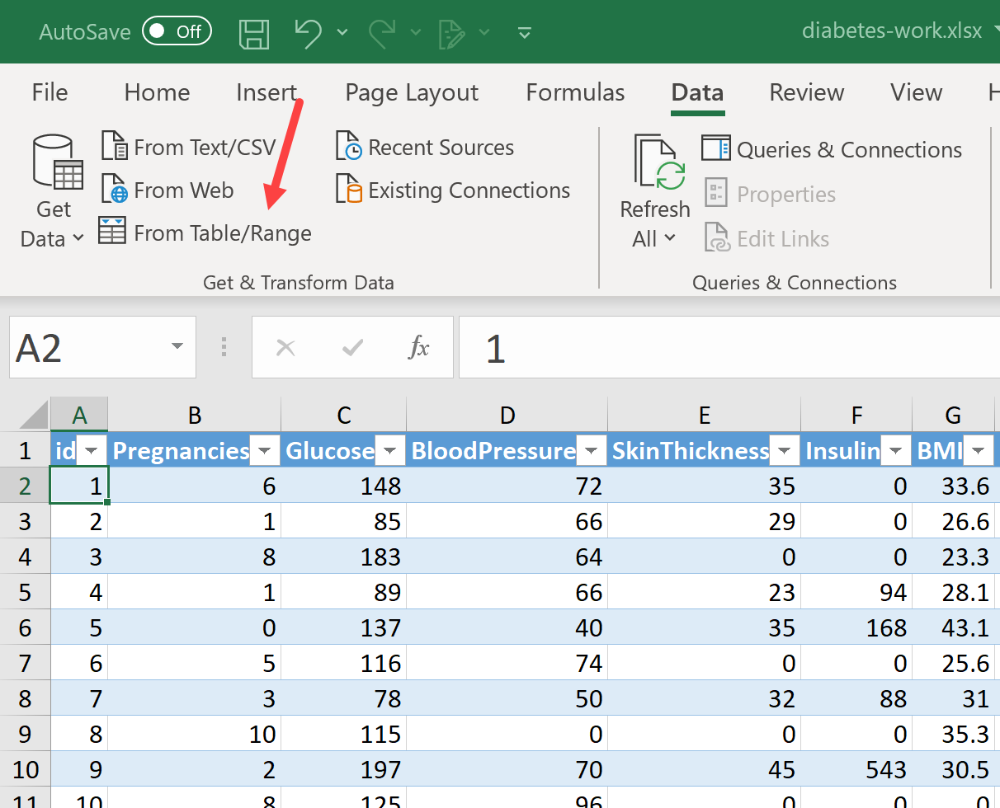 AutoSave Off diabetes-work.xlsx
File Home Insert Page Layout Formulas Data Review View H
From Text/CSV Recent Sources Queries & Connections
From Web Existing Connections Properties
Get Data From Table/Range Refresh All Edit Links
Get & Transform Data Queries & Connections
A2 fx 1
A B C D E F G
1 id Pregnancies Glucose BloodPressure SkinThickness Insulin BMI
2 1 6 148 72 35 0 33.6
3 2 1 85 66 29 0 26.6
4 3 8 183 64 0 0 23.3
5 4 1 89 66 23 94 28.1
6 5 0 137 40 35 168 43.1
7 6 5 116 74 0 0 25.6
8 7 3 78 50 32 88 31
9 8 10 115 0 0 0 35.3
10 9 2 197 70 45 543 30.5
11 10 8 125 96 0 0 0